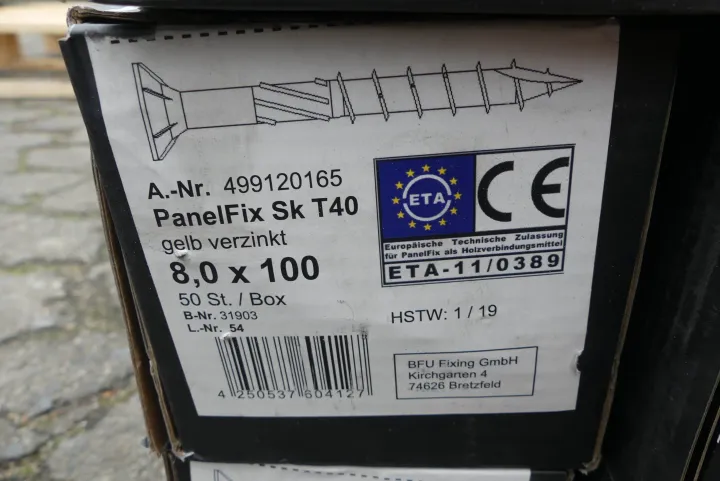 A.-Nr. 499120165
PanelFix Sk T40
gelb verzinkt
8,0 x 100
50 St. / Box
B-Nr. 31903
L.-Nr. 54
4 250537 604127
ETA
CE
Europäische Technische Zulassung
für PanelFix als Holzverbindungsmittel
ETA-11/0389
HSTW: 1 / 19
BFU Fixing GmbH
Kirchgärten 4
74626 Bretzfeld